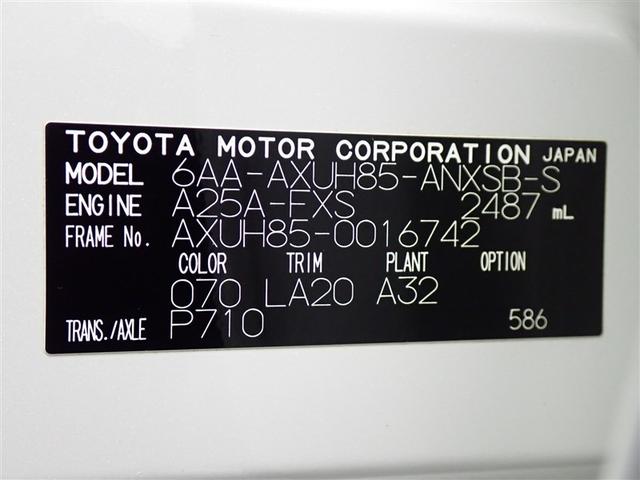 TOYOTA MOTOR CORPORATION JAPAN
MODEL 6AA-AXUH85-ANXSB-S
ENGINE A25A-FXS 2487 mL
FRAME No. AXUH85-0016742
COLOR TRIM PLANT OPTION
070 LA20 A32
TRANS./AXLE P710 586